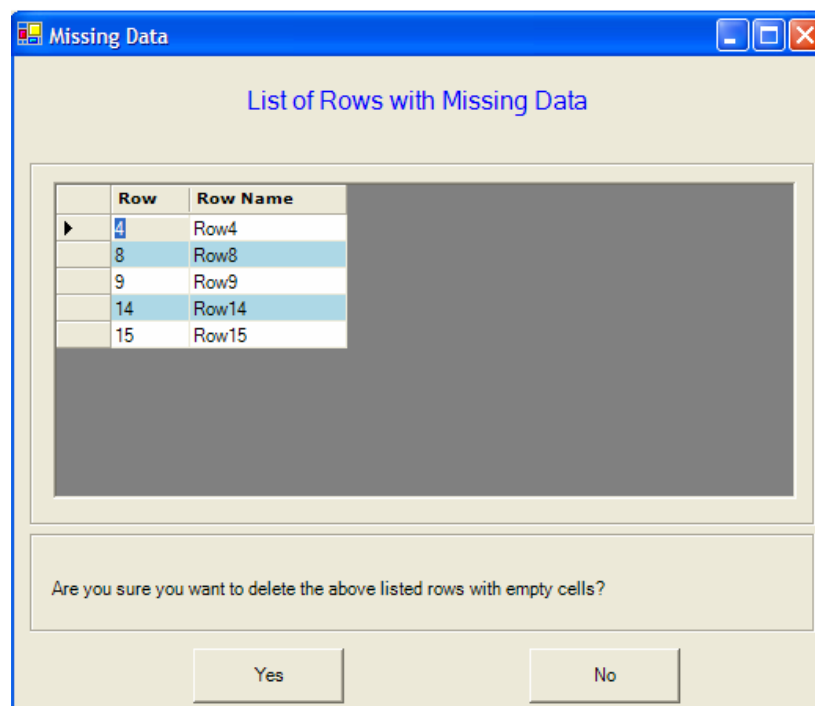 Missing Data
List of Rows with Missing Data
Row Row Name
4 Row4
8 Row8
9 Row9
14 Row14
15 Row15
Are you sure you want to delete the above listed rows with empty cells?
Yes No